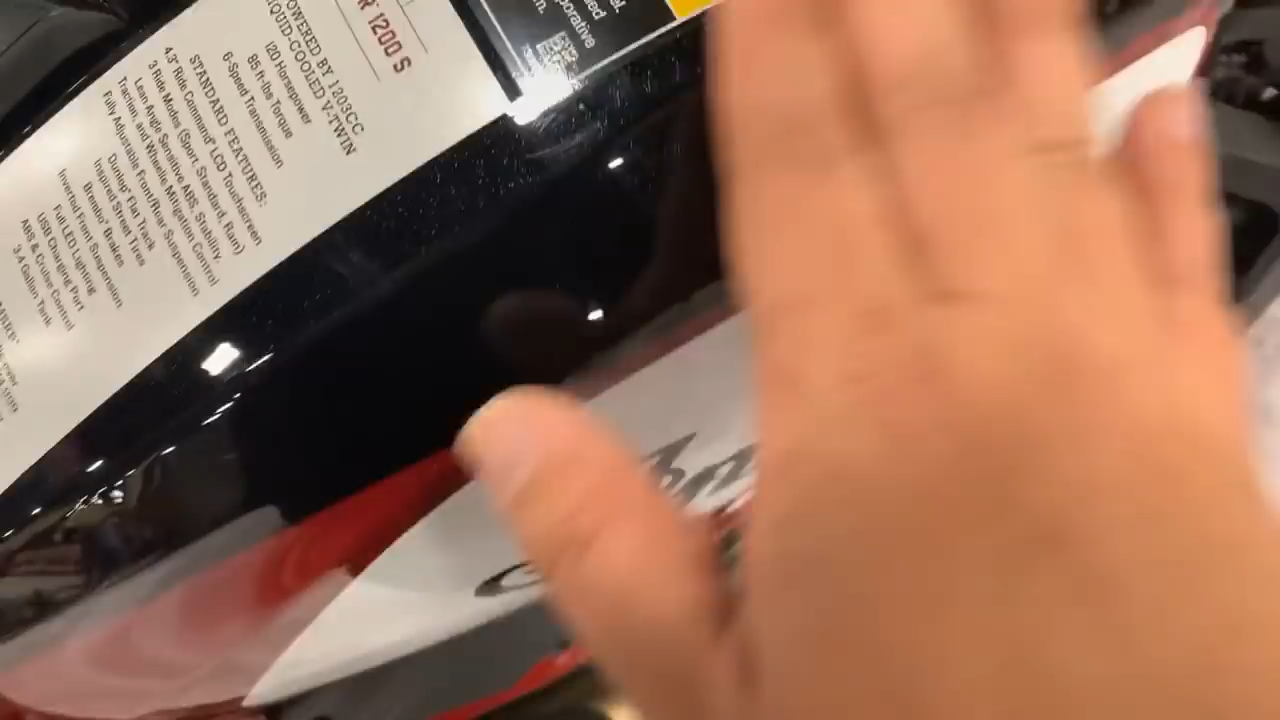 R 1200 S
POWERED BY 1203CC
LIQUID-COOLED V-TWIN
120 Horsepower
85 ft-lbs Torque
6-Speed Transmission
STANDARD FEATURES:
4.3" Ride Command® LCD Touchscreen
3 Ride Modes (Sport, Standard, Rain)
Lean Angle Sensitive ABS, Stability,
Traction, and Wheelie Mitigation Control
Fully Adjustable Front/Rear Suspension
Dunlop® Flat Track
Inspired Street Tires
Brembo® Brakes
Inverted Front Suspension
Full LED Lighting
USB Charging Port
ABS & Cruise Control
3.4 Gallon Tank